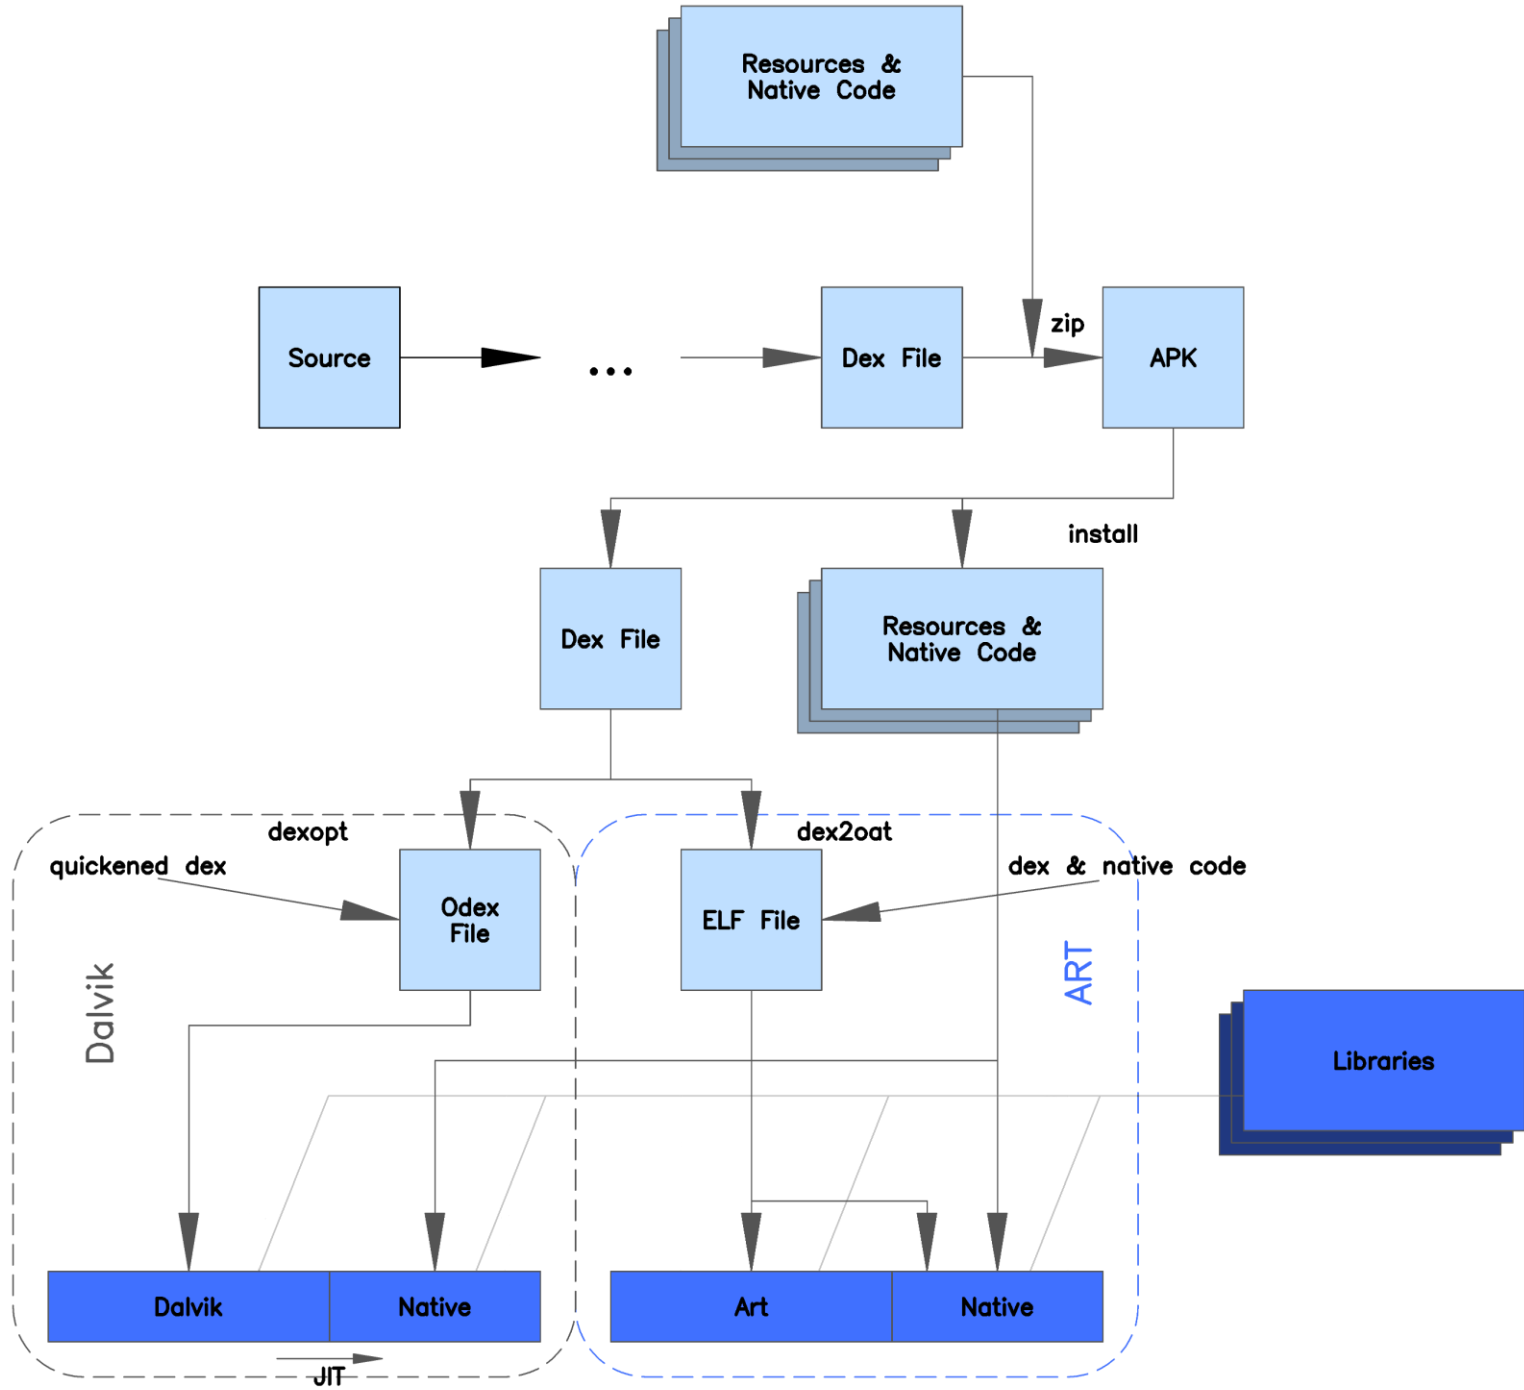 Resources &
Native Code
zip
Source
...
Dex File
APK
install
Dex File
Resources &
Native Code
dexopt
dex2oat
quickened dex
dex & native code
Odex
File
ELF File
Dalvik
ART
Libraries
Dalvik
Native
Art
Native
JIT